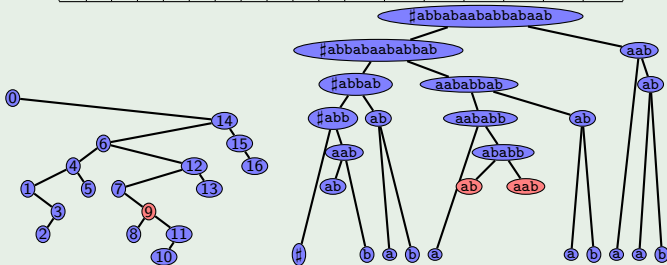 0
14
6 15
4 12 16
1 5 7 13
3 9
2 8 11
10
♯abbabaababbabaab
♯abbabaababbab aab
♯abbab aababbab ab
♯abb ab aababb ab
aab ababb
ab ab aab
♯ b a b a a b a a b